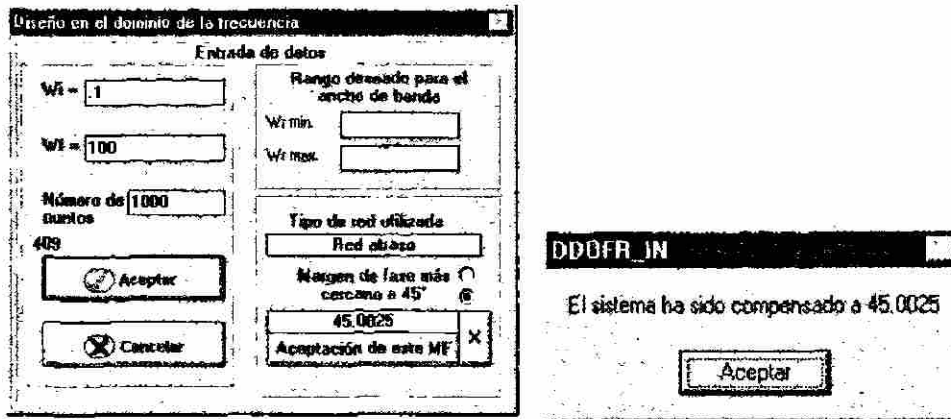 Diseño en el dominio de la frecuencia
Entrada de datos
Wi = .1
Wf = 100
Número de puntos 1000
409
Aceptar
Cancelar
Rango deseado para el
ancho de banda
Wr min.
Wr max.
Tipo de red utilizada
Red atraso
Margen de fase más
cercano a 45°
45.0025
Aceptación de este MF
X
DDDFR_IN
El sistema ha sido compensado a 45.0025
Aceptar